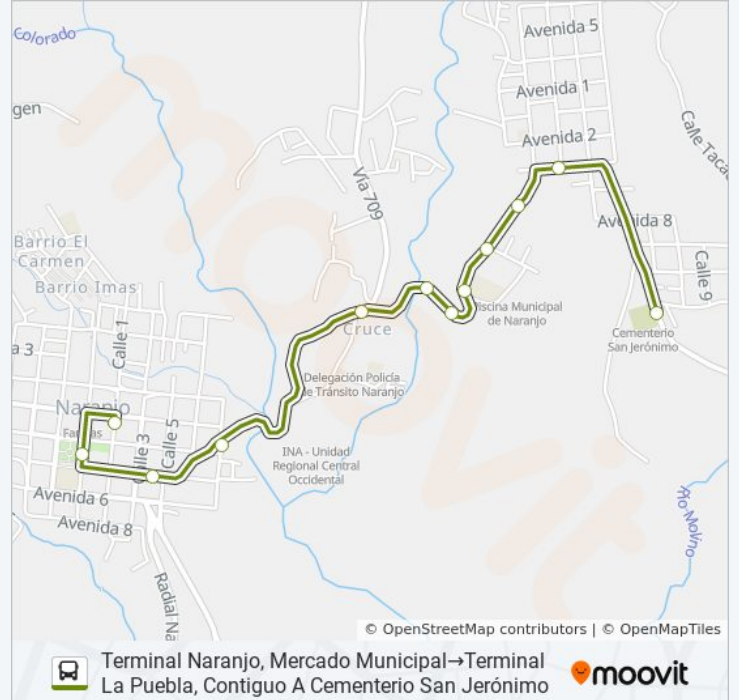 Colorado
Avenida 5
Avenida 1
gen
Calle Taca
Avenida 2
Vía 709
Avenida 8
Barrio El
Carmen
Barrio Imas
Calle 9
Calle 1
iscina Municipal
de Naranjo
Cruce
Cementerio
San Jerónimo
a 3
Delegación Policía
de Tránsito Naranjo
Naranjo
Calle 3
Calle 5
INA - Unidad
Regional Central
Occidental
Avenida 6
Avenida 8
Río Molino
Radial Na
moovit
© OpenStreetMap contributors | © OpenMapTiles
Terminal Naranjo, Mercado Municipal→Terminal
La Puebla, Contiguo A Cementerio San Jerónimo
moovit